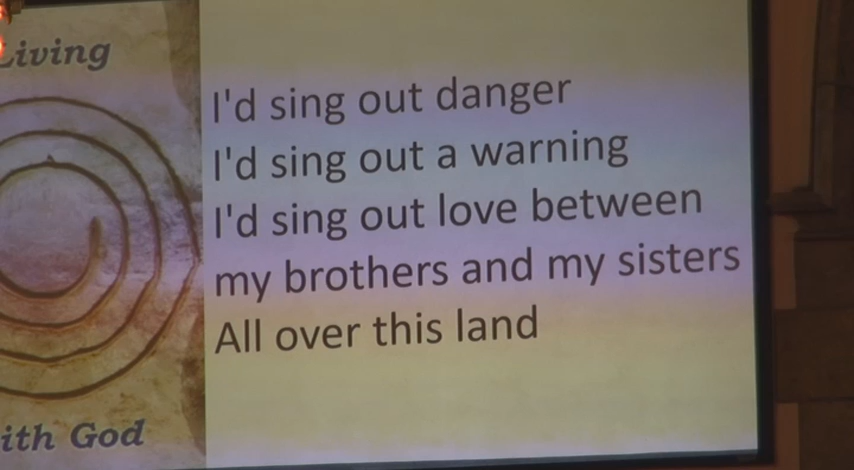 Living
I'd sing out danger
I'd sing out a warning
I'd sing out love between
my brothers and my sisters
All over this land
ith God